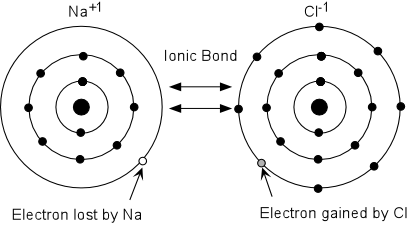 Na+1
Cl-1
Ionic Bond
Electron lost by Na
Electron gained by Cl